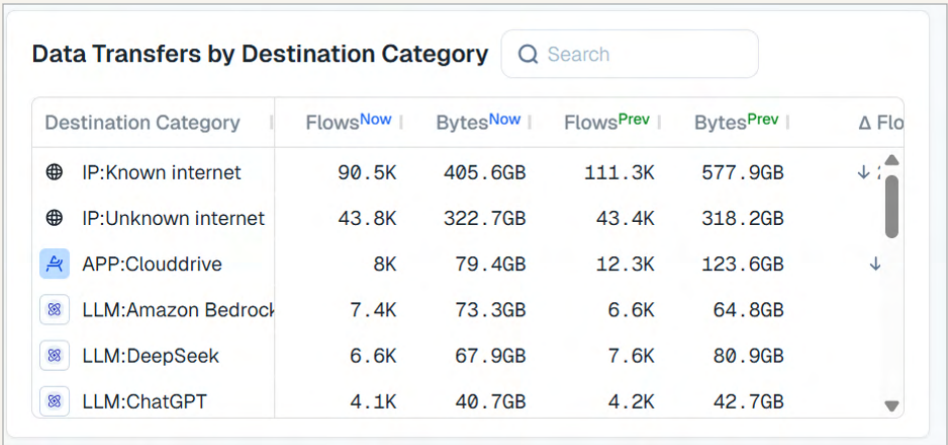 Data Transfers by Destination Category Search
Destination Category FlowsNow BytesNow FlowsPrev BytesPrev Δ Flo
IP:Known internet 90.5K 405.6GB 111.3K 577.9GB ↓
IP:Unknown internet 43.8K 322.7GB 43.4K 318.2GB
APP:Clouddrive 8K 79.4GB 12.3K 123.6GB ↓
LLM:Amazon Bedrock 7.4K 73.3GB 6.6K 64.8GB
LLM:DeepSeek 6.6K 67.9GB 7.6K 80.9GB
LLM:ChatGPT 4.1K 40.7GB 4.2K 42.7GB